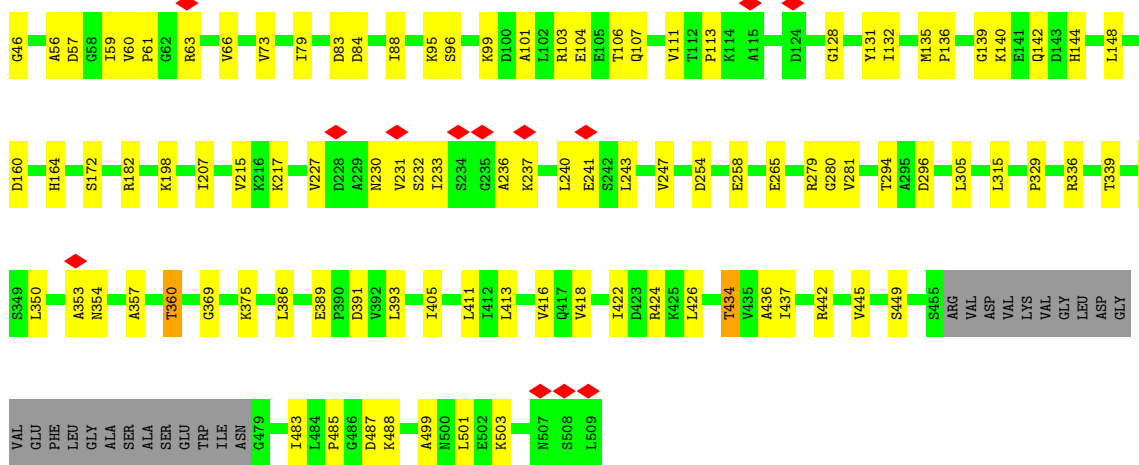 G46 A56 D57 G58 I59 V60 P61 G62 R63 V66 V73 I79 D83 D84 I88 K95 S96 K99 D100 A101 L102 R103 E104 E105 T106 Q107 V111 T112 P113 K114 A115 D124 G128 Y131 I132 M135 P136 G139 K140 E141 Q142 D143 H144 L148
D160 H164 S172 R182 K198 I207 V215 K216 K217 V227 D228 A229 N230 V231 S232 I233 S234 G235 A236 K237 L240 E241 S242 L243 V247 D254 E258 E265 R279 G280 V281 T294 A295 D296 L305 L315 P329 R336 T339
S349 L350 A353 N354 A357 T360 G369 K375 L386 E389 P390 D391 V392 L393 I405 L411 I412 L413 V416 Q417 V418 I422 D423 R424 K425 L426 T434 V435 A436 I437 R442 V445 S449 S455 ARG VAL ASP VAL LYS VAL GLY LEU ASP GLY
VAL GLU PHE LEU GLY ALA SER ALA SER GLU TRP ILE ASN G479 I483 L484 P485 G486 D487 K488 A499 N500 L501 E502 K503 N507 S508 L509